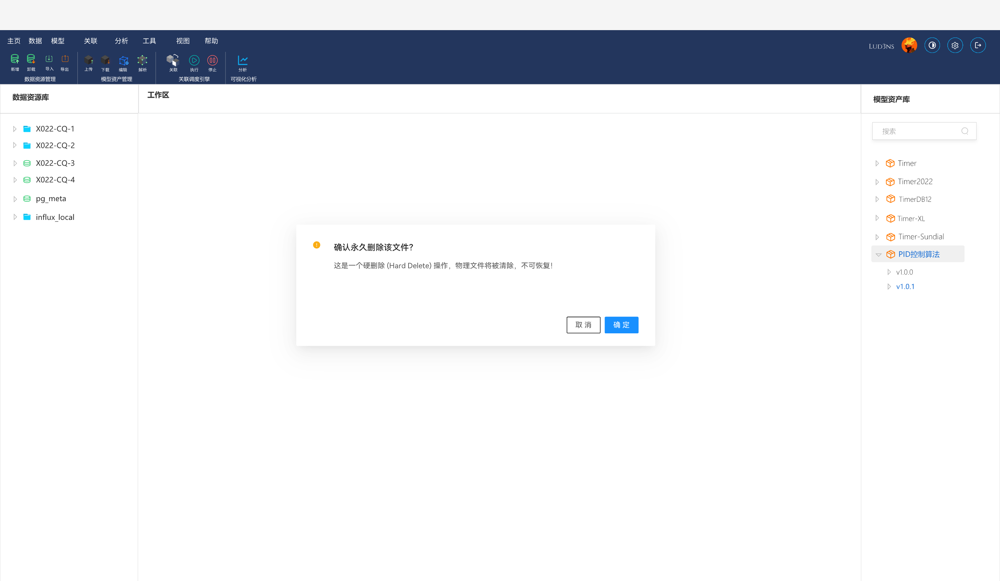 主页 数据 模型 关联 分析 工具 视图 帮助
Lud3ns
新增 卸载 导入 导出 上传 下载 编辑 解析 关联 执行 停止 分析
数据资源管理 模型资产管理 关联调度引擎 可视化分析
数据资源库
工作区
模型资产库
X022-CQ-1
X022-CQ-2
X022-CQ-3
X022-CQ-4
pg_meta
influx_local
确认永久删除该文件?
这是一个硬删除 (Hard Delete) 操作，物理文件将被清除，不可恢复!
取 消 确 定
搜索
Timer
Timer2022
TimerDB12
Timer-XL
Timer-Sundial
PID控制算法
v1.0.0
v1.0.1